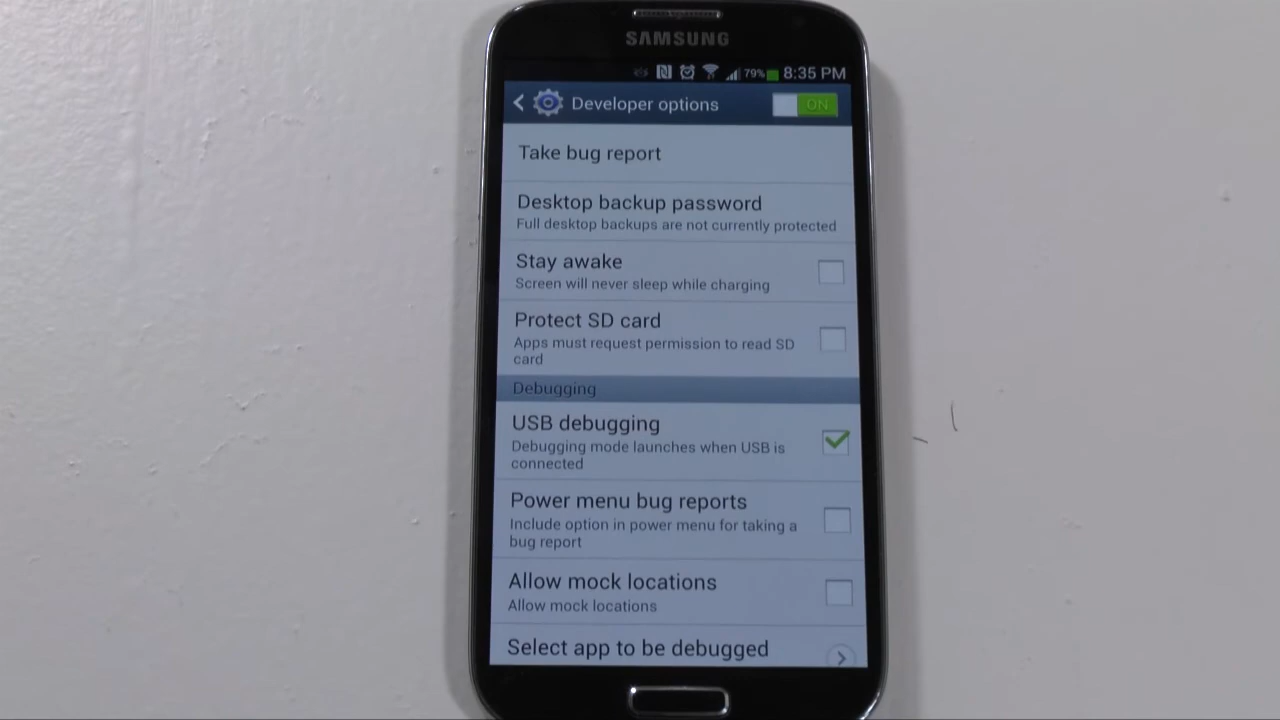 SAMSUNG
79% 8:35 PM
Developer options ON
Take bug report
Desktop backup password
Full desktop backups are not currently protected
Stay awake
Screen will never sleep while charging
Protect SD card
Apps must request permission to read SD
card
Debugging
USB debugging
Debugging mode launches when USB is
connected
Power menu bug reports
Include option in power menu for taking a
bug report
Allow mock locations
Allow mock locations
Select app to be debugged